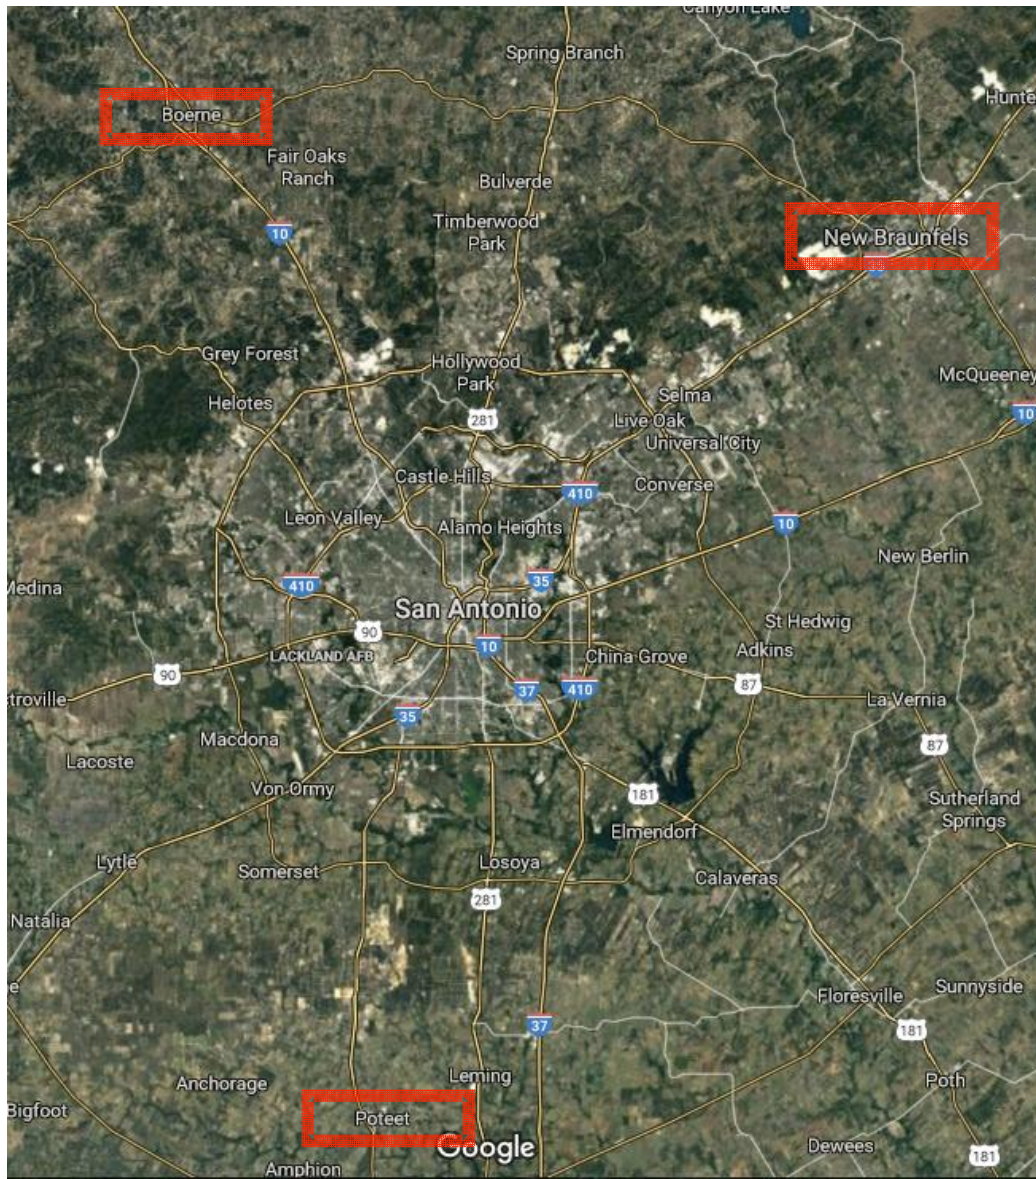 Canyon Lake
Spring Branch
Hunte
Boerne
Fair Oaks
Ranch
Bulverde
Timberwood
Park
10
New Braunfels
Grey Forest
Hollywood
Park
McQueeney
Helotes
Selma
281
Live Oak
10
Universal City
Castle Hills
410
Converse
Leon Valley
Alamo Heights
10
New Berlin
35
410
Medina
San Antonio
St Hedwig
90
10
LACKLAND AFB
China Grove
Adkins
90
37
410
87
ctroville
La Vernia
35
Macdona
87
Lacoste
Von Ormy
181
Sutherland
Springs
Elmendorf
Lytle
Losoya
Somerset
Calaveras
281
Natalia
e
Floresville
Sunnyside
37
181
Leming
Anchorage
Poth
Bigfoot
Poteet
Google
Dewees
181
Amphion